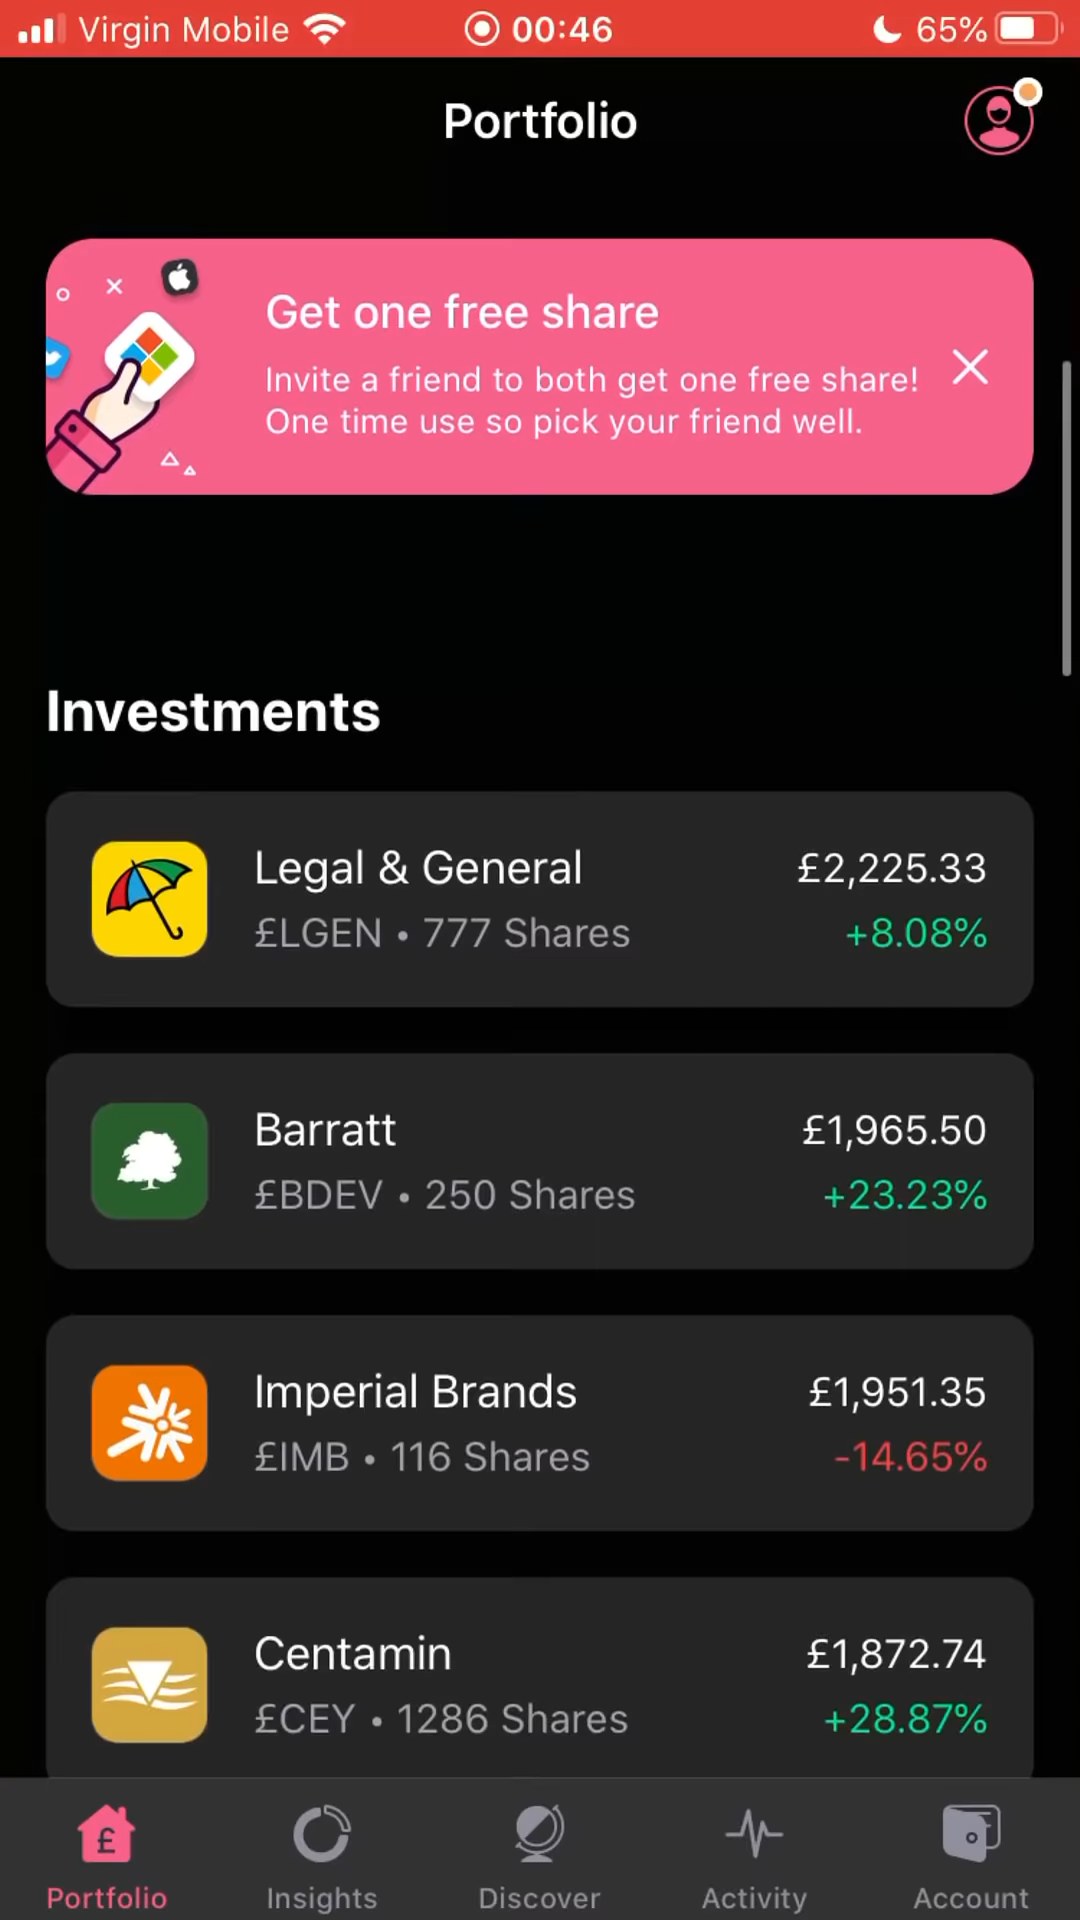 Virgin Mobile 00:46 65%
Portfolio
Get one free share
Invite a friend to both get one free share!
One time use so pick your friend well.
Investments
Legal & General £2,225.33
£LGEN • 777 Shares +8.08%
Barratt £1,965.50
£BDEV • 250 Shares +23.23%
Imperial Brands £1,951.35
£IMB • 116 Shares -14.65%
Centamin £1,872.74
£CEY • 1286 Shares +28.87%
£
Portfolio Insights Discover Activity Account